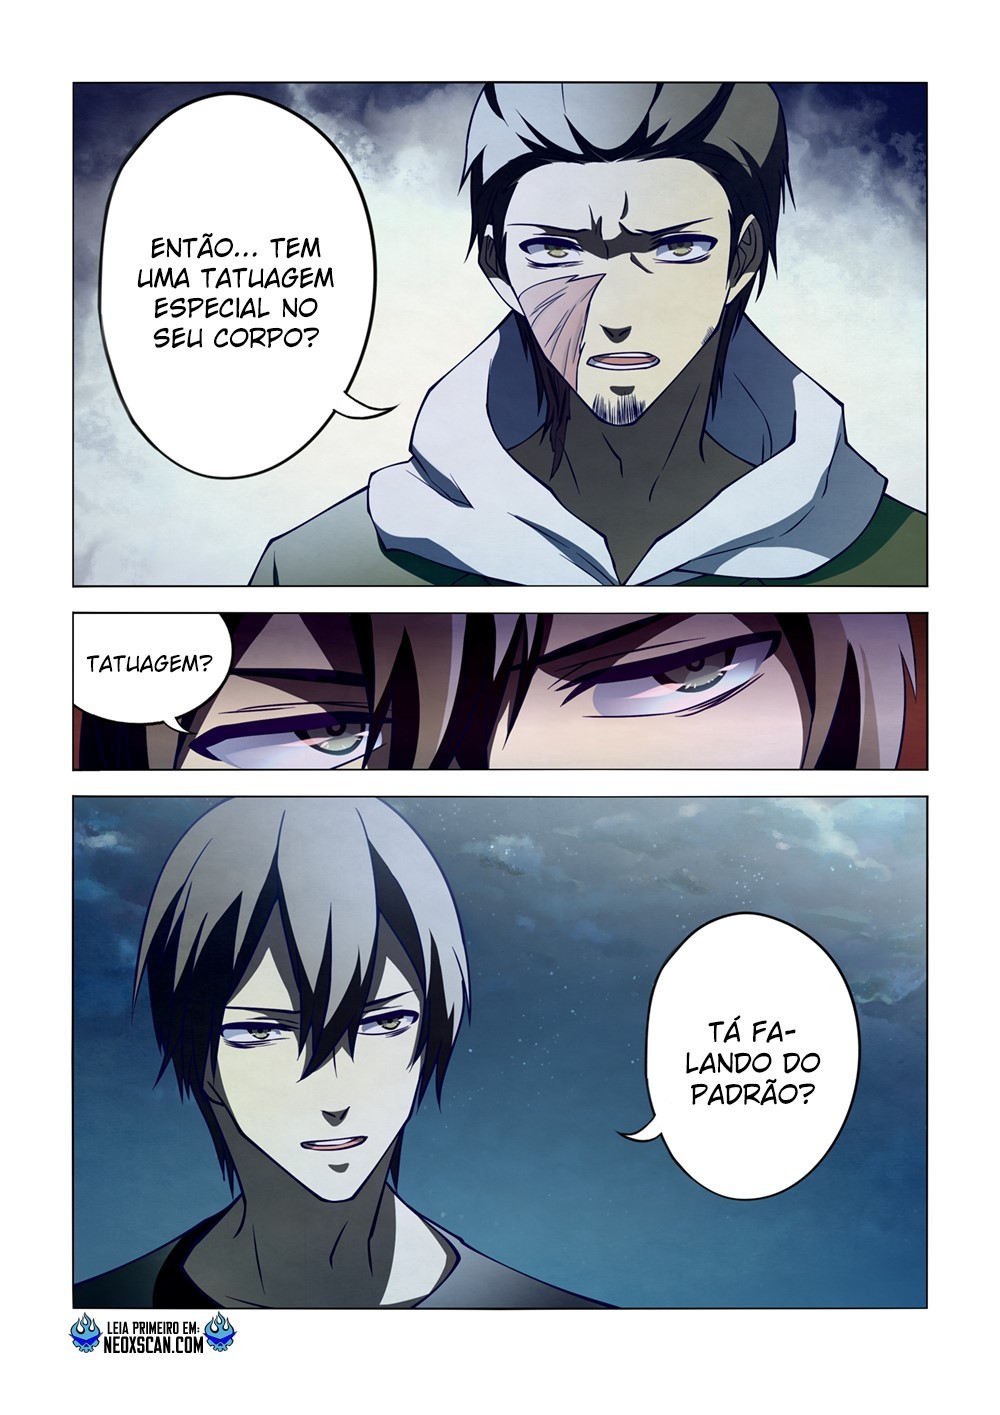 ENTÃO... TEM
UMA TATUAGEM
ESPECIAL NO
SEU CORPO?
TATUAGEM?
TÁ FA-
LANDO DO
PADRÃO?
LEIA PRIMEIRO EM:
NEOXSCAN.COM